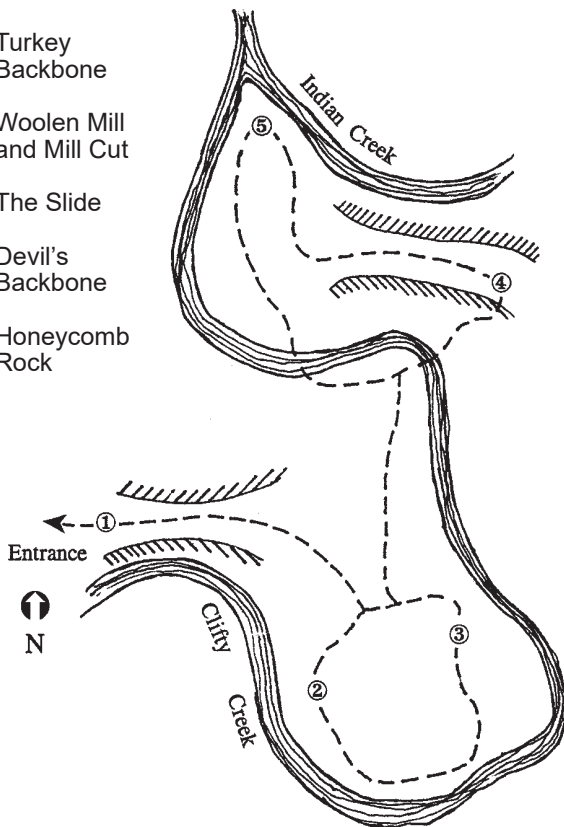 Turkey
Backbone
Woolen Mill
and Mill Cut
The Slide
Devil's
Backbone
Honeycomb
Rock
Indian Creek
⑤
④
①
Entrance
N
Clifty
Creek
③
②